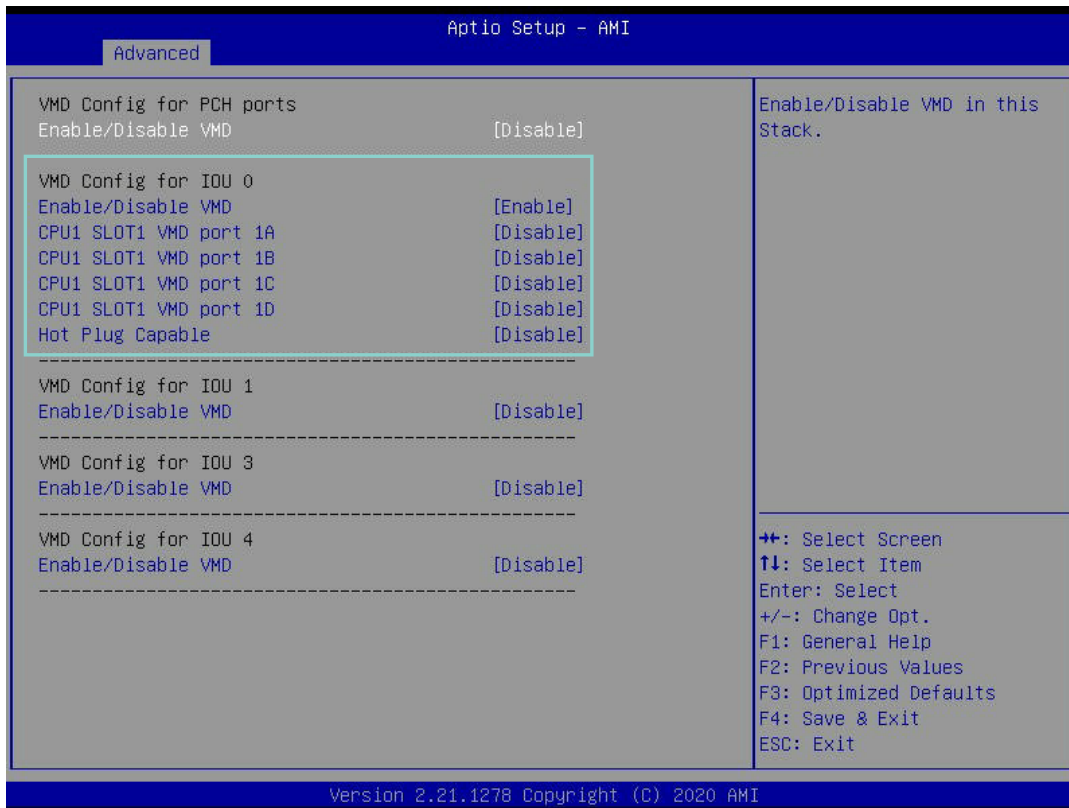 Aptio Setup - AMI
Advanced
VMD Config for PCH ports
Enable/Disable VMD [Disable]
VMD Config for IOU 0
Enable/Disable VMD [Enable]
CPU1 SLOT1 VMD port 1A [Disable]
CPU1 SLOT1 VMD port 1B [Disable]
CPU1 SLOT1 VMD port 1C [Disable]
CPU1 SLOT1 VMD port 1D [Disable]
Hot Plug Capable [Disable]
--------------------------------------------------
VMD Config for IOU 1
Enable/Disable VMD [Disable]
--------------------------------------------------
VMD Config for IOU 3
Enable/Disable VMD [Disable]
--------------------------------------------------
VMD Config for IOU 4
Enable/Disable VMD [Disable]
--------------------------------------------------
Enable/Disable VMD in this
Stack.
→←: Select Screen
↑↓: Select Item
Enter: Select
+/-: Change Opt.
F1: General Help
F2: Previous Values
F3: Optimized Defaults
F4: Save & Exit
ESC: Exit
Version 2.21.1278 Copyright (C) 2020 AMI